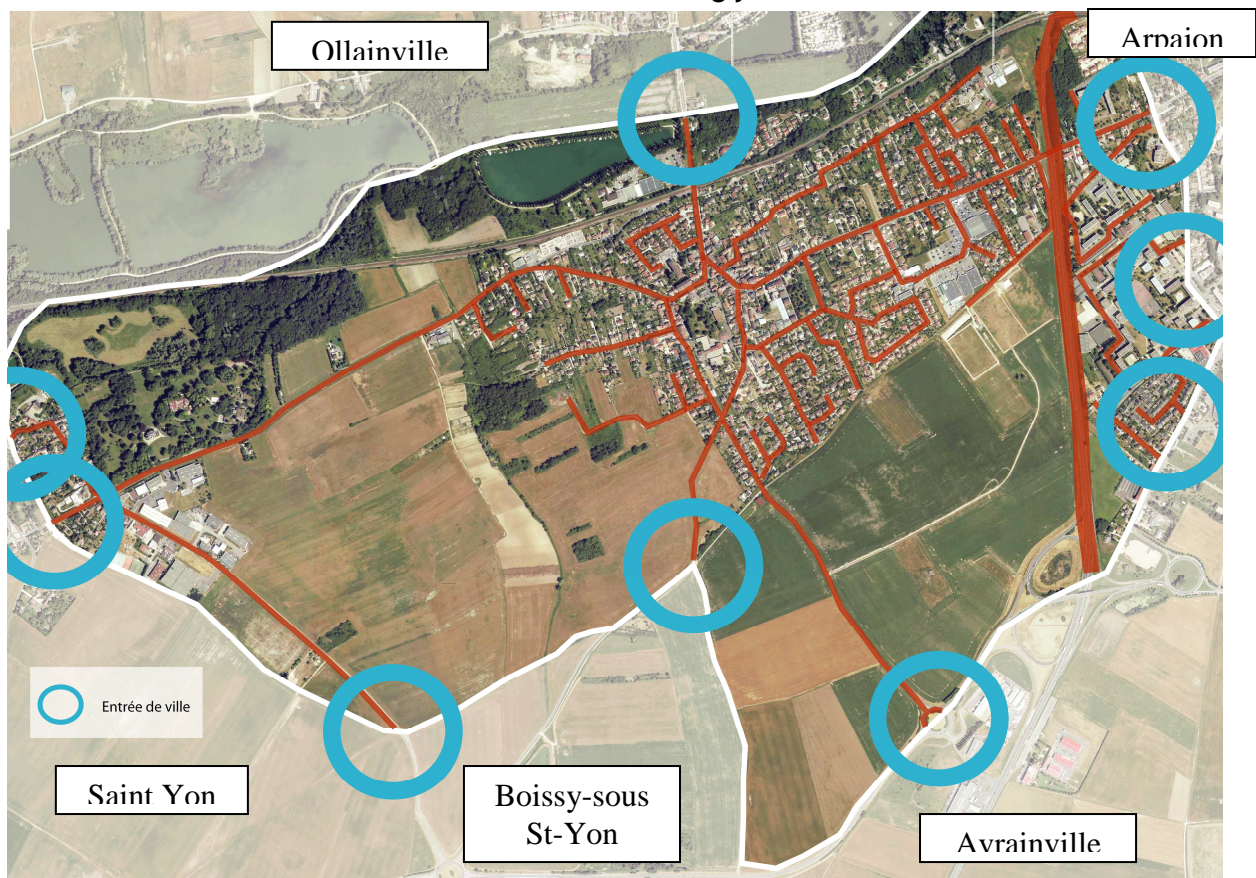 Ollainville
Arpajon
Entrée de ville
Saint Yon
Boissy-sous
St-Yon
Avrainville